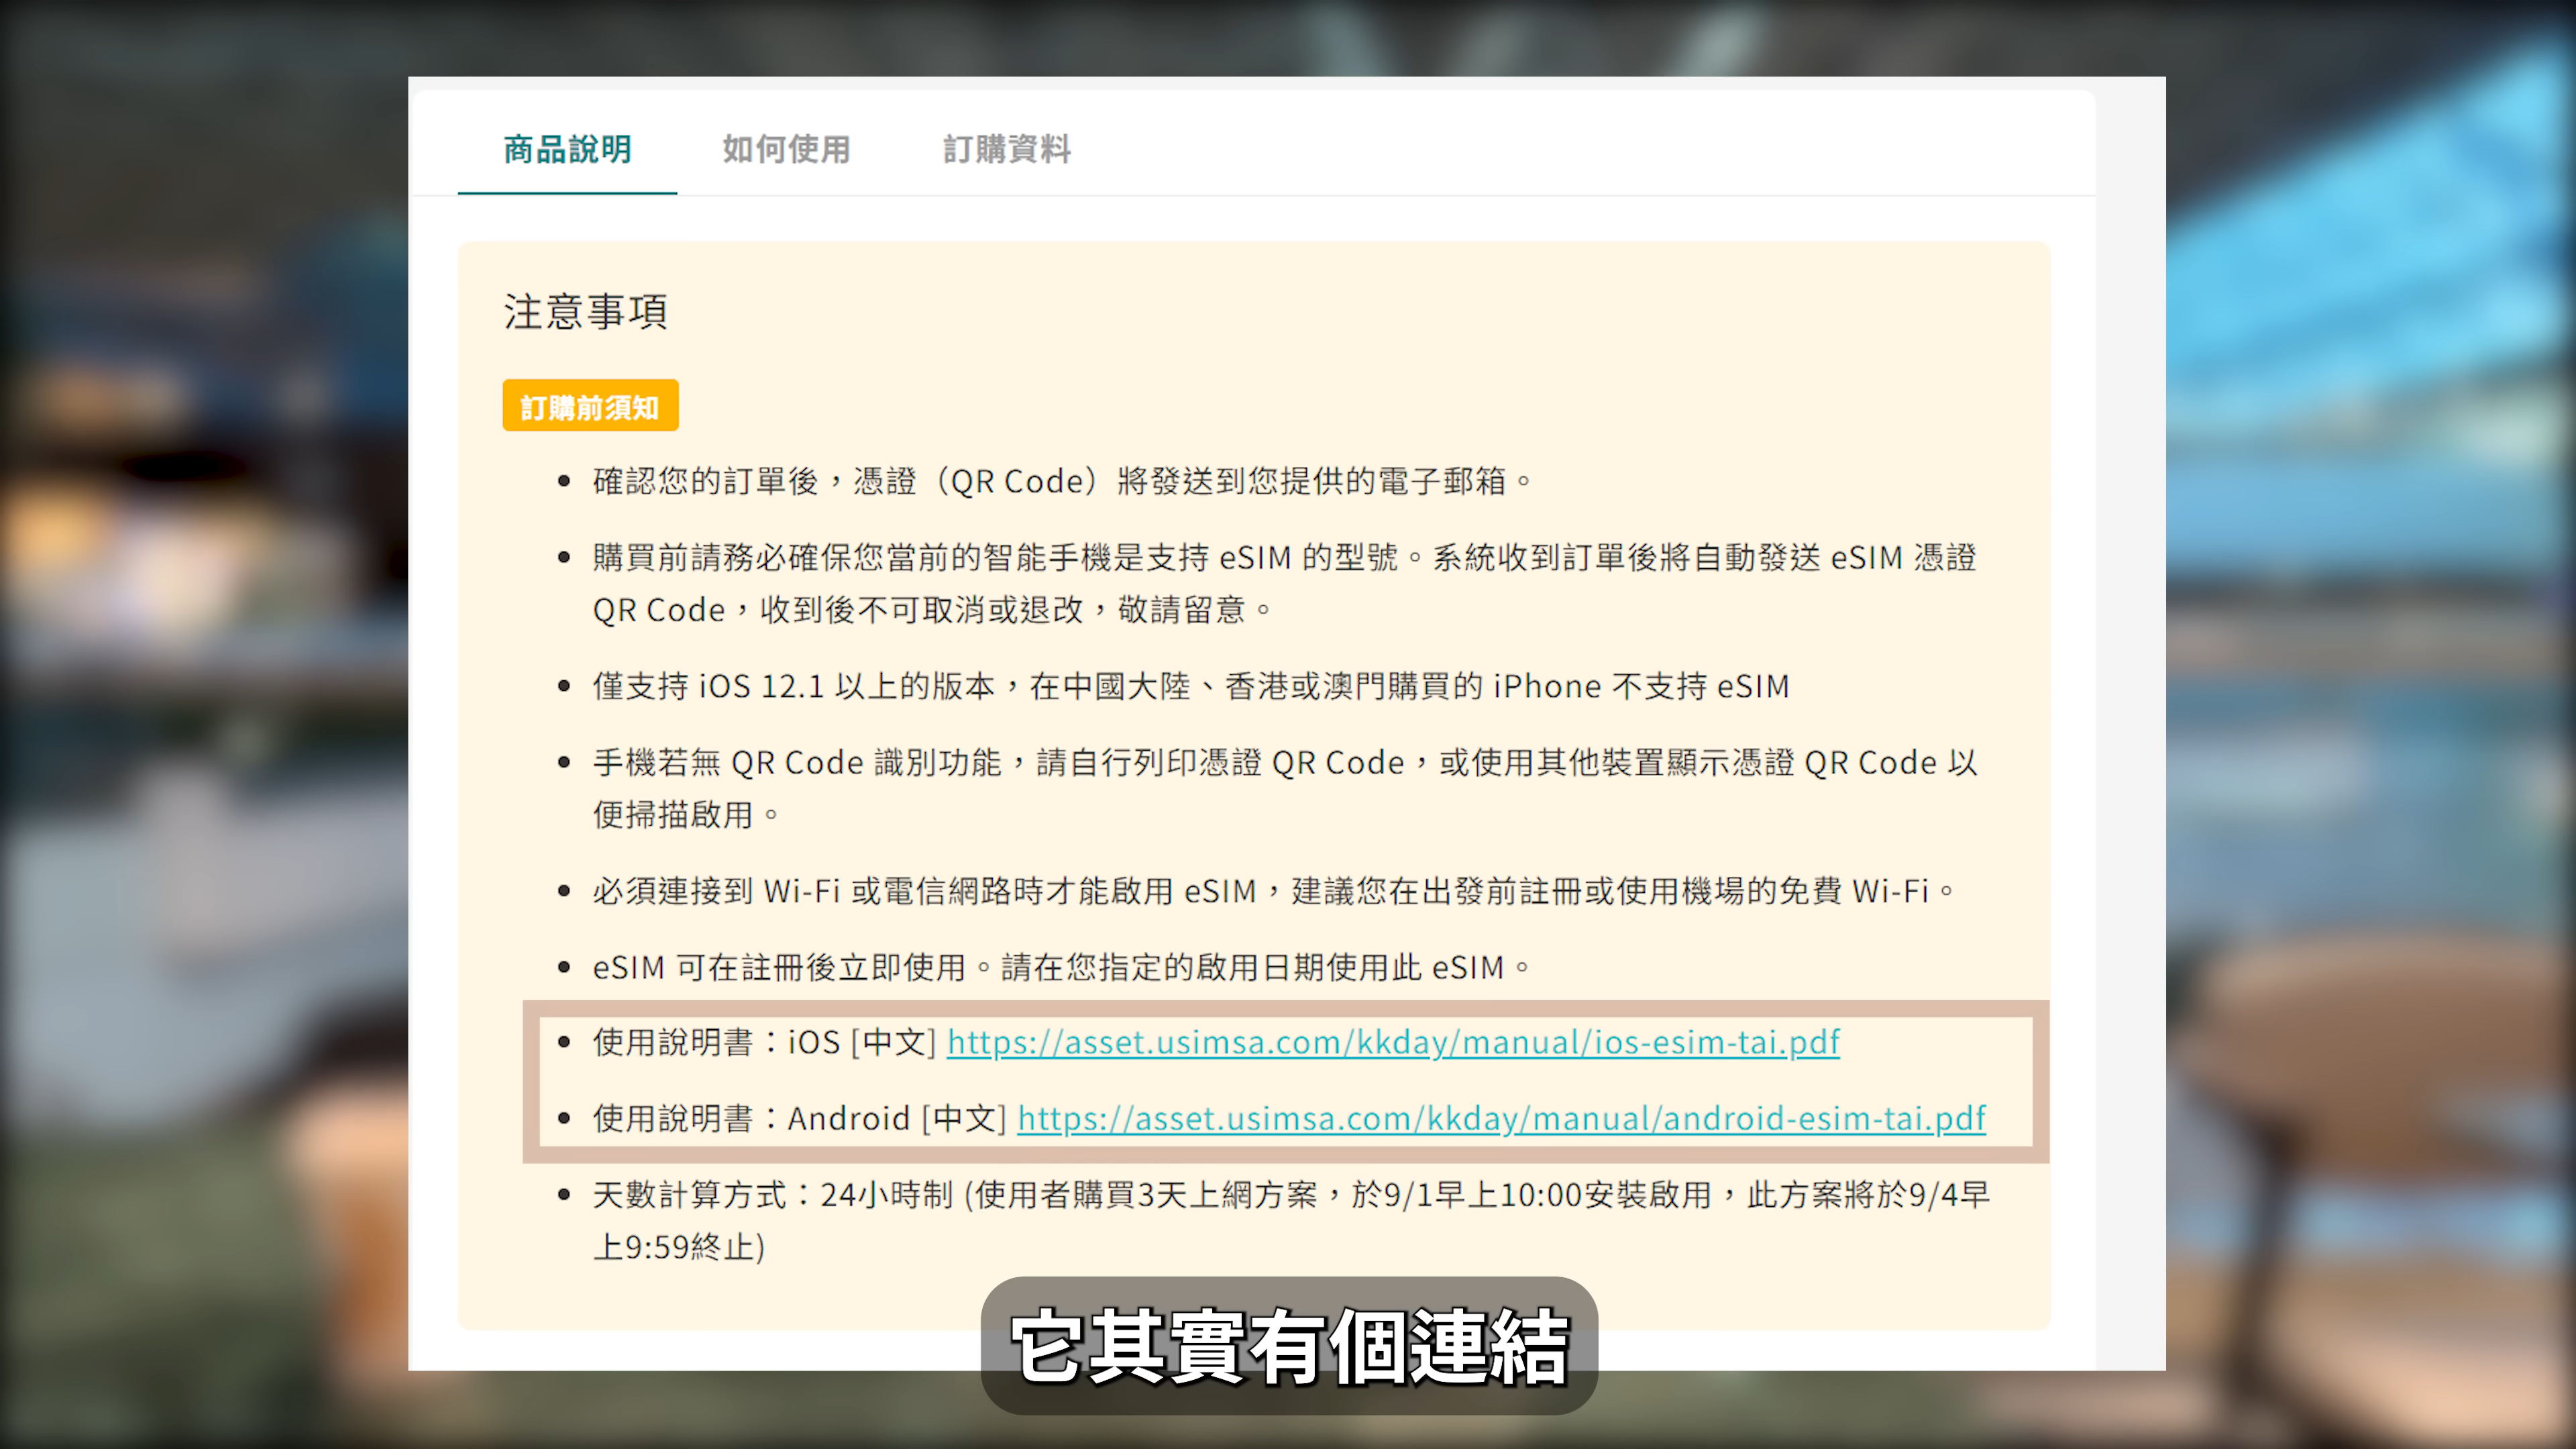 商品說明 如何使用 訂購資料
注意事項
訂購前須知
• 確認您的訂單後，憑證（QR Code）將發送到您提供的電子郵箱。
• 購買前請務必確保您當前的智能手機是支持 eSIM 的型號。系統收到訂單後將自動發送 eSIM 憑證
QR Code，收到後不可取消或退改，敬請留意。
• 僅支持 iOS 12.1 以上的版本，在中國大陸、香港或澳門購買的 iPhone 不支持 eSIM
• 手機若無 QR Code 識別功能，請自行列印憑證 QR Code，或使用其他裝置顯示憑證 QR Code 以
便掃描啟用。
• 必須連接到 Wi-Fi 或電信網路時才能啟用 eSIM，建議您在出發前註冊或使用機場的免費 Wi-Fi。
• eSIM 可在註冊後立即使用。請在您指定的啟用日期使用此 eSIM。
• 使用說明書：iOS [中文] https://asset.usimsa.com/kkday/manual/ios-esim-tai.pdf
• 使用說明書：Android [中文] https://asset.usimsa.com/kkday/manual/android-esim-tai.pdf
• 天數計算方式：24小時制 (使用者購買3天上網方案，於9/1早上10:00安裝啟用，此方案將於9/4早
上9:59終止)
它其實有個連結